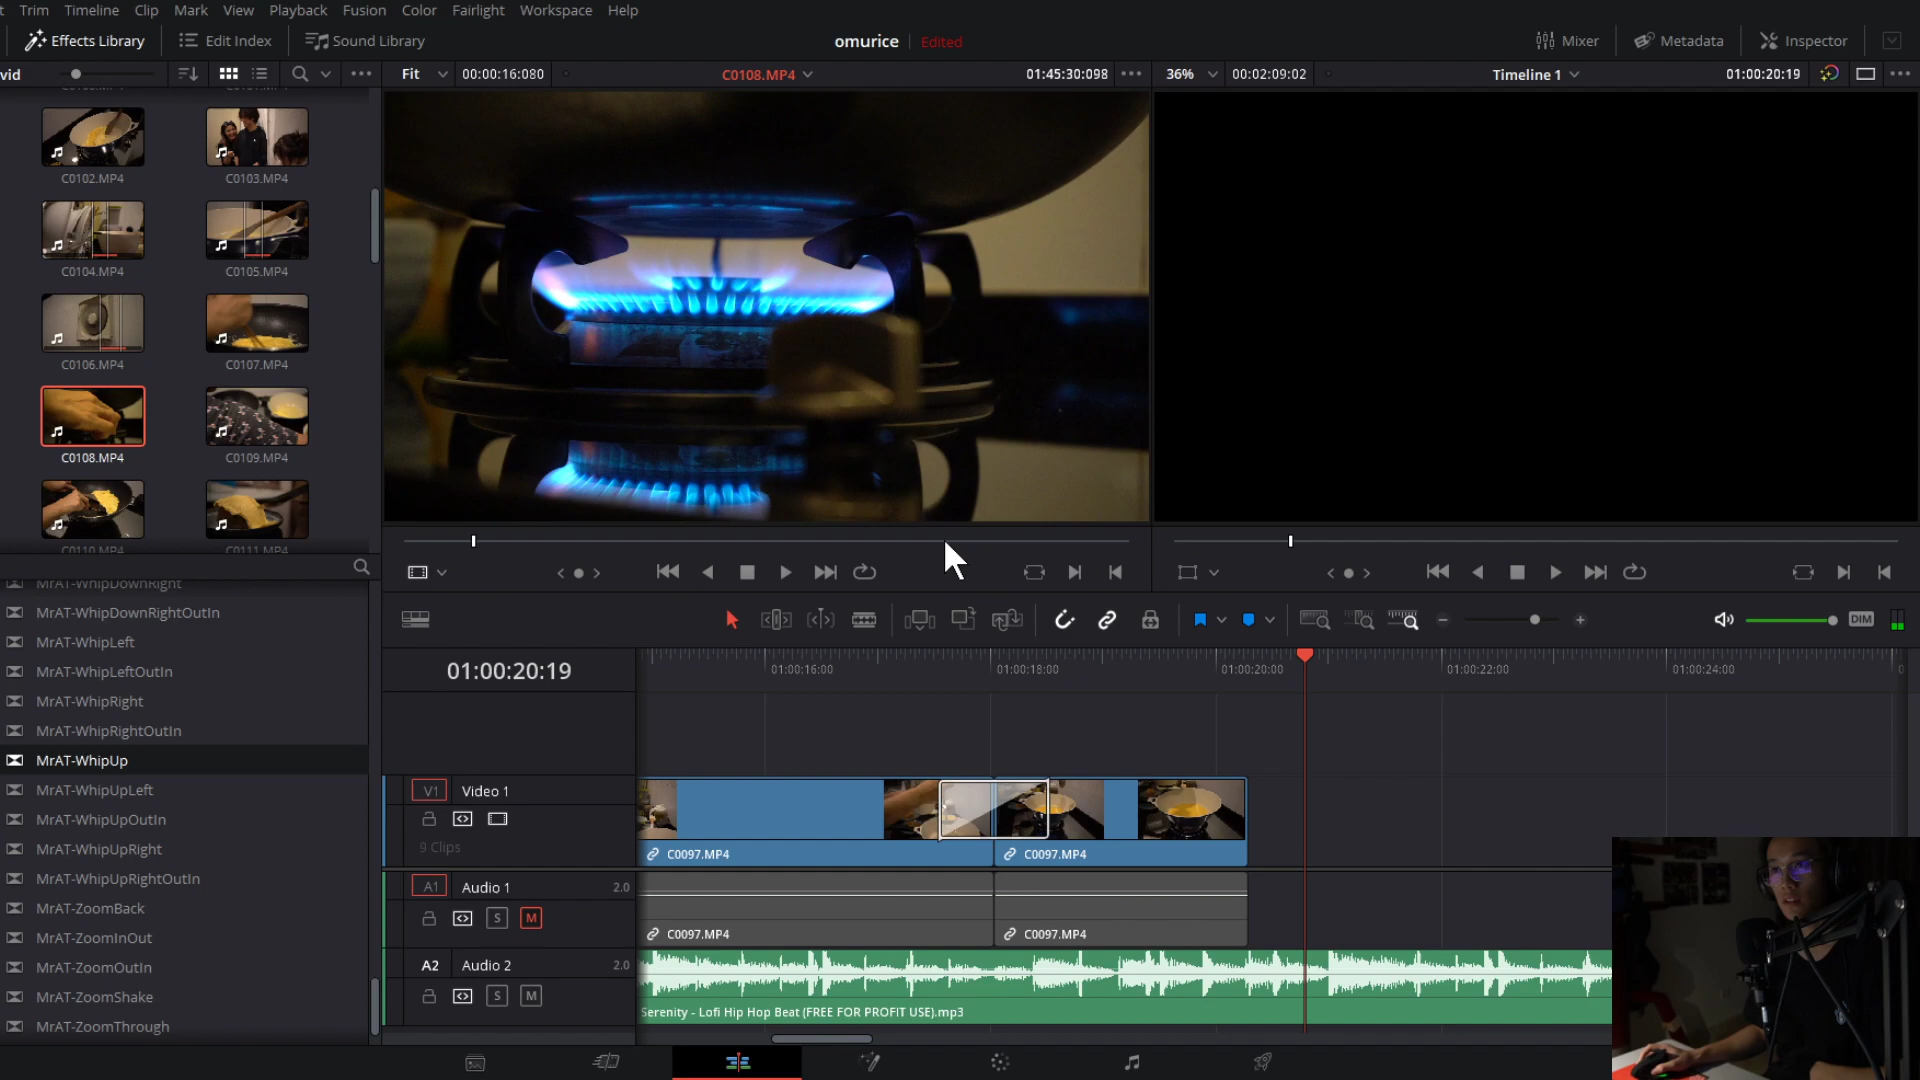 t Trim Timeline Clip Mark View Playback Fusion Color Fairlight Workspace Help
Effects Library Edit Index Sound Library omurice Edited Mixer Metadata Inspector
vid Fit 00:00:16:080 C0108.MP4 01:45:30:098 36% 00:02:09:02 Timeline 1 01:00:20:19
C0102.MP4 C0103.MP4
C0104.MP4 C0105.MP4
C0106.MP4 C0107.MP4
C0108.MP4 C0109.MP4
C0110.MP4 C0111.MP4
MrAT-WhipDownRight
MrAT-WhipDownRightOutIn
MrAT-WhipLeft
MrAT-WhipLeftOutIn
MrAT-WhipRight
MrAT-WhipRightOutIn
MrAT-WhipUp
MrAT-WhipUpLeft
MrAT-WhipUpOutIn
MrAT-WhipUpRight
MrAT-WhipUpRightOutIn
MrAT-ZoomBack
MrAT-ZoomInOut
MrAT-ZoomOutIn
MrAT-ZoomShake
MrAT-ZoomThrough
DIM
01:00:20:19 01:00:16:00 01:00:18:00 01:00:20:00 01:00:22:00 01:00:24:00 0
V1 Video 1
9 Clips
C0097.MP4 C0097.MP4
A1 Audio 1 2.0
S M
C0097.MP4 C0097.MP4
A2 Audio 2 2.0
S M
Serenity - Lofi Hip Hop Beat (FREE FOR PROFIT USE).mp3